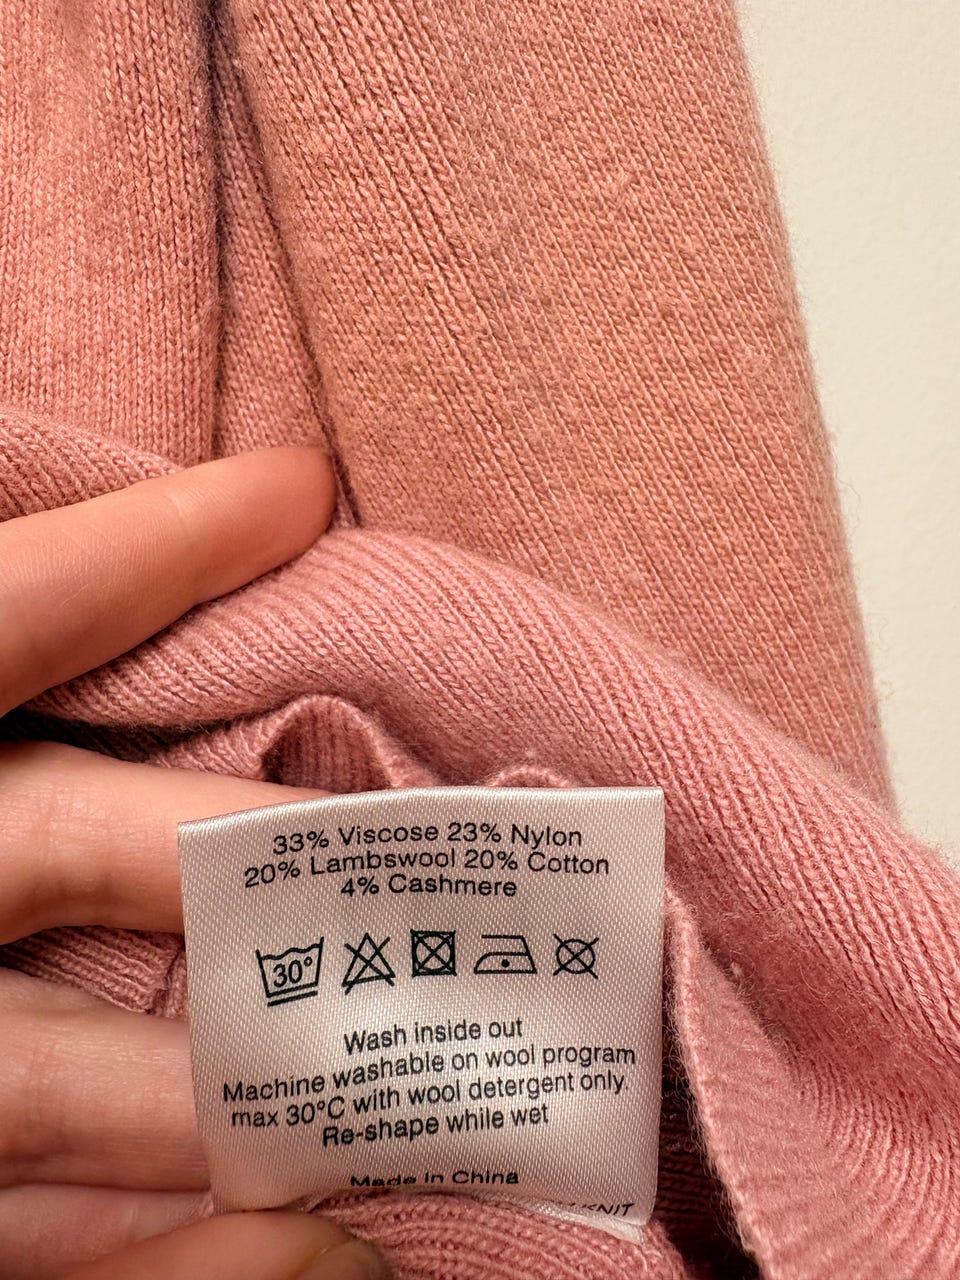 33% Viscose 23% Nylon
20% Lambswool 20% Cotton
4% Cashmere
30°
Wash inside out
Machine washable on wool program
max 30°C with wool detergent only.
Re-shape while wet
Made in China
KNIT